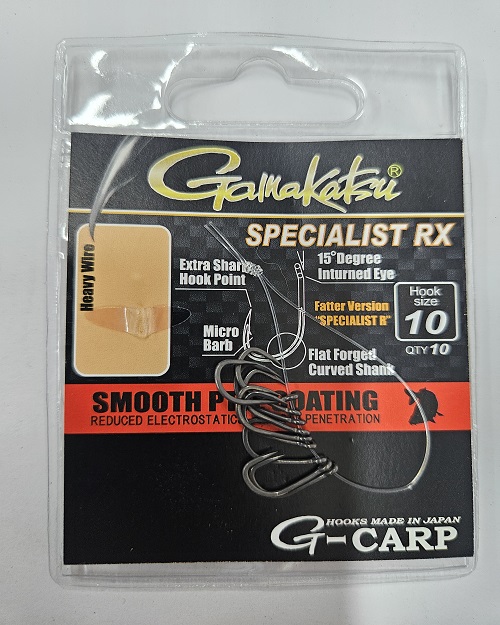 Gamakatsu®
SPECIALIST RX
Heavy Wire
Extra Sharp
Hook Point
15°Degree
Inturned Eye
Hook
size
10
QTY 10
Fatter Version
"SPECIALIST R"
Micro
Barb
Flat Forged
Curved Shank
SMOOTH
REDUCED ELECTROSTATIC PENETRATION
HOOKS MADE IN JAPAN
G-CARP